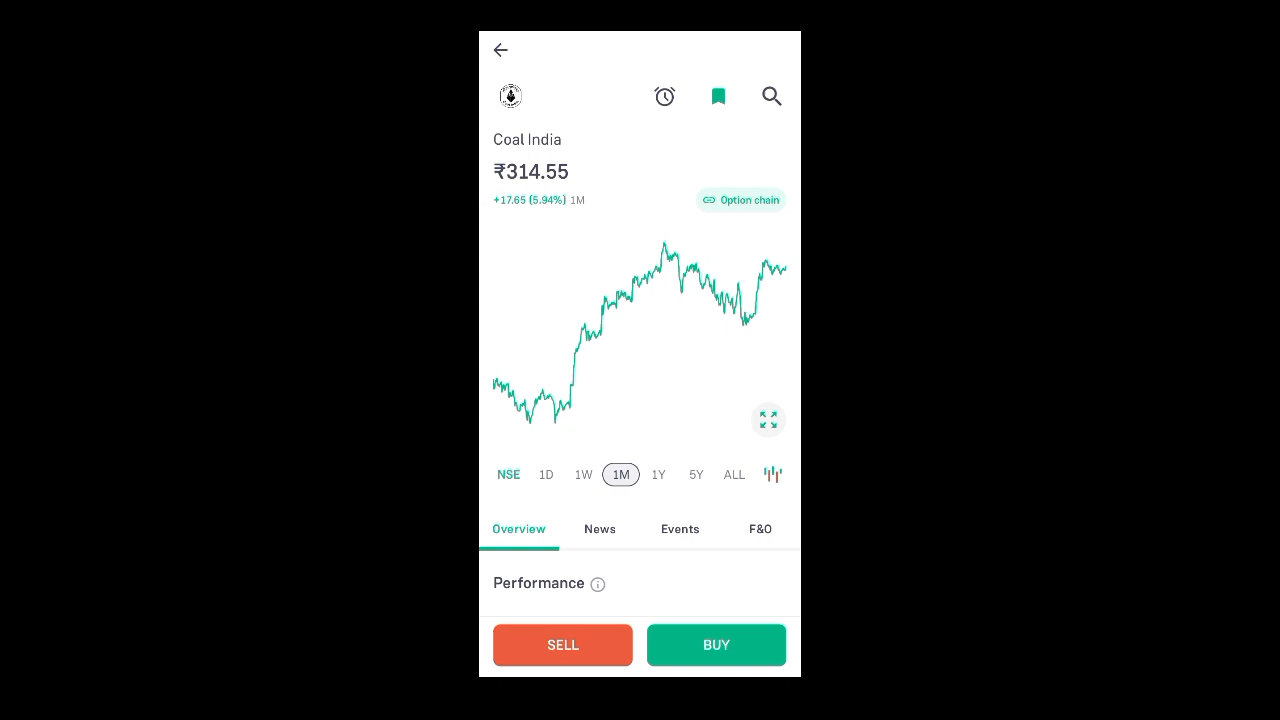 Coal India
₹314.55
+17.65 (5.94%) 1M
Option chain
NSE 1D 1W 1M 1Y 5Y ALL
Overview News Events F&O
Performance
SELL BUY